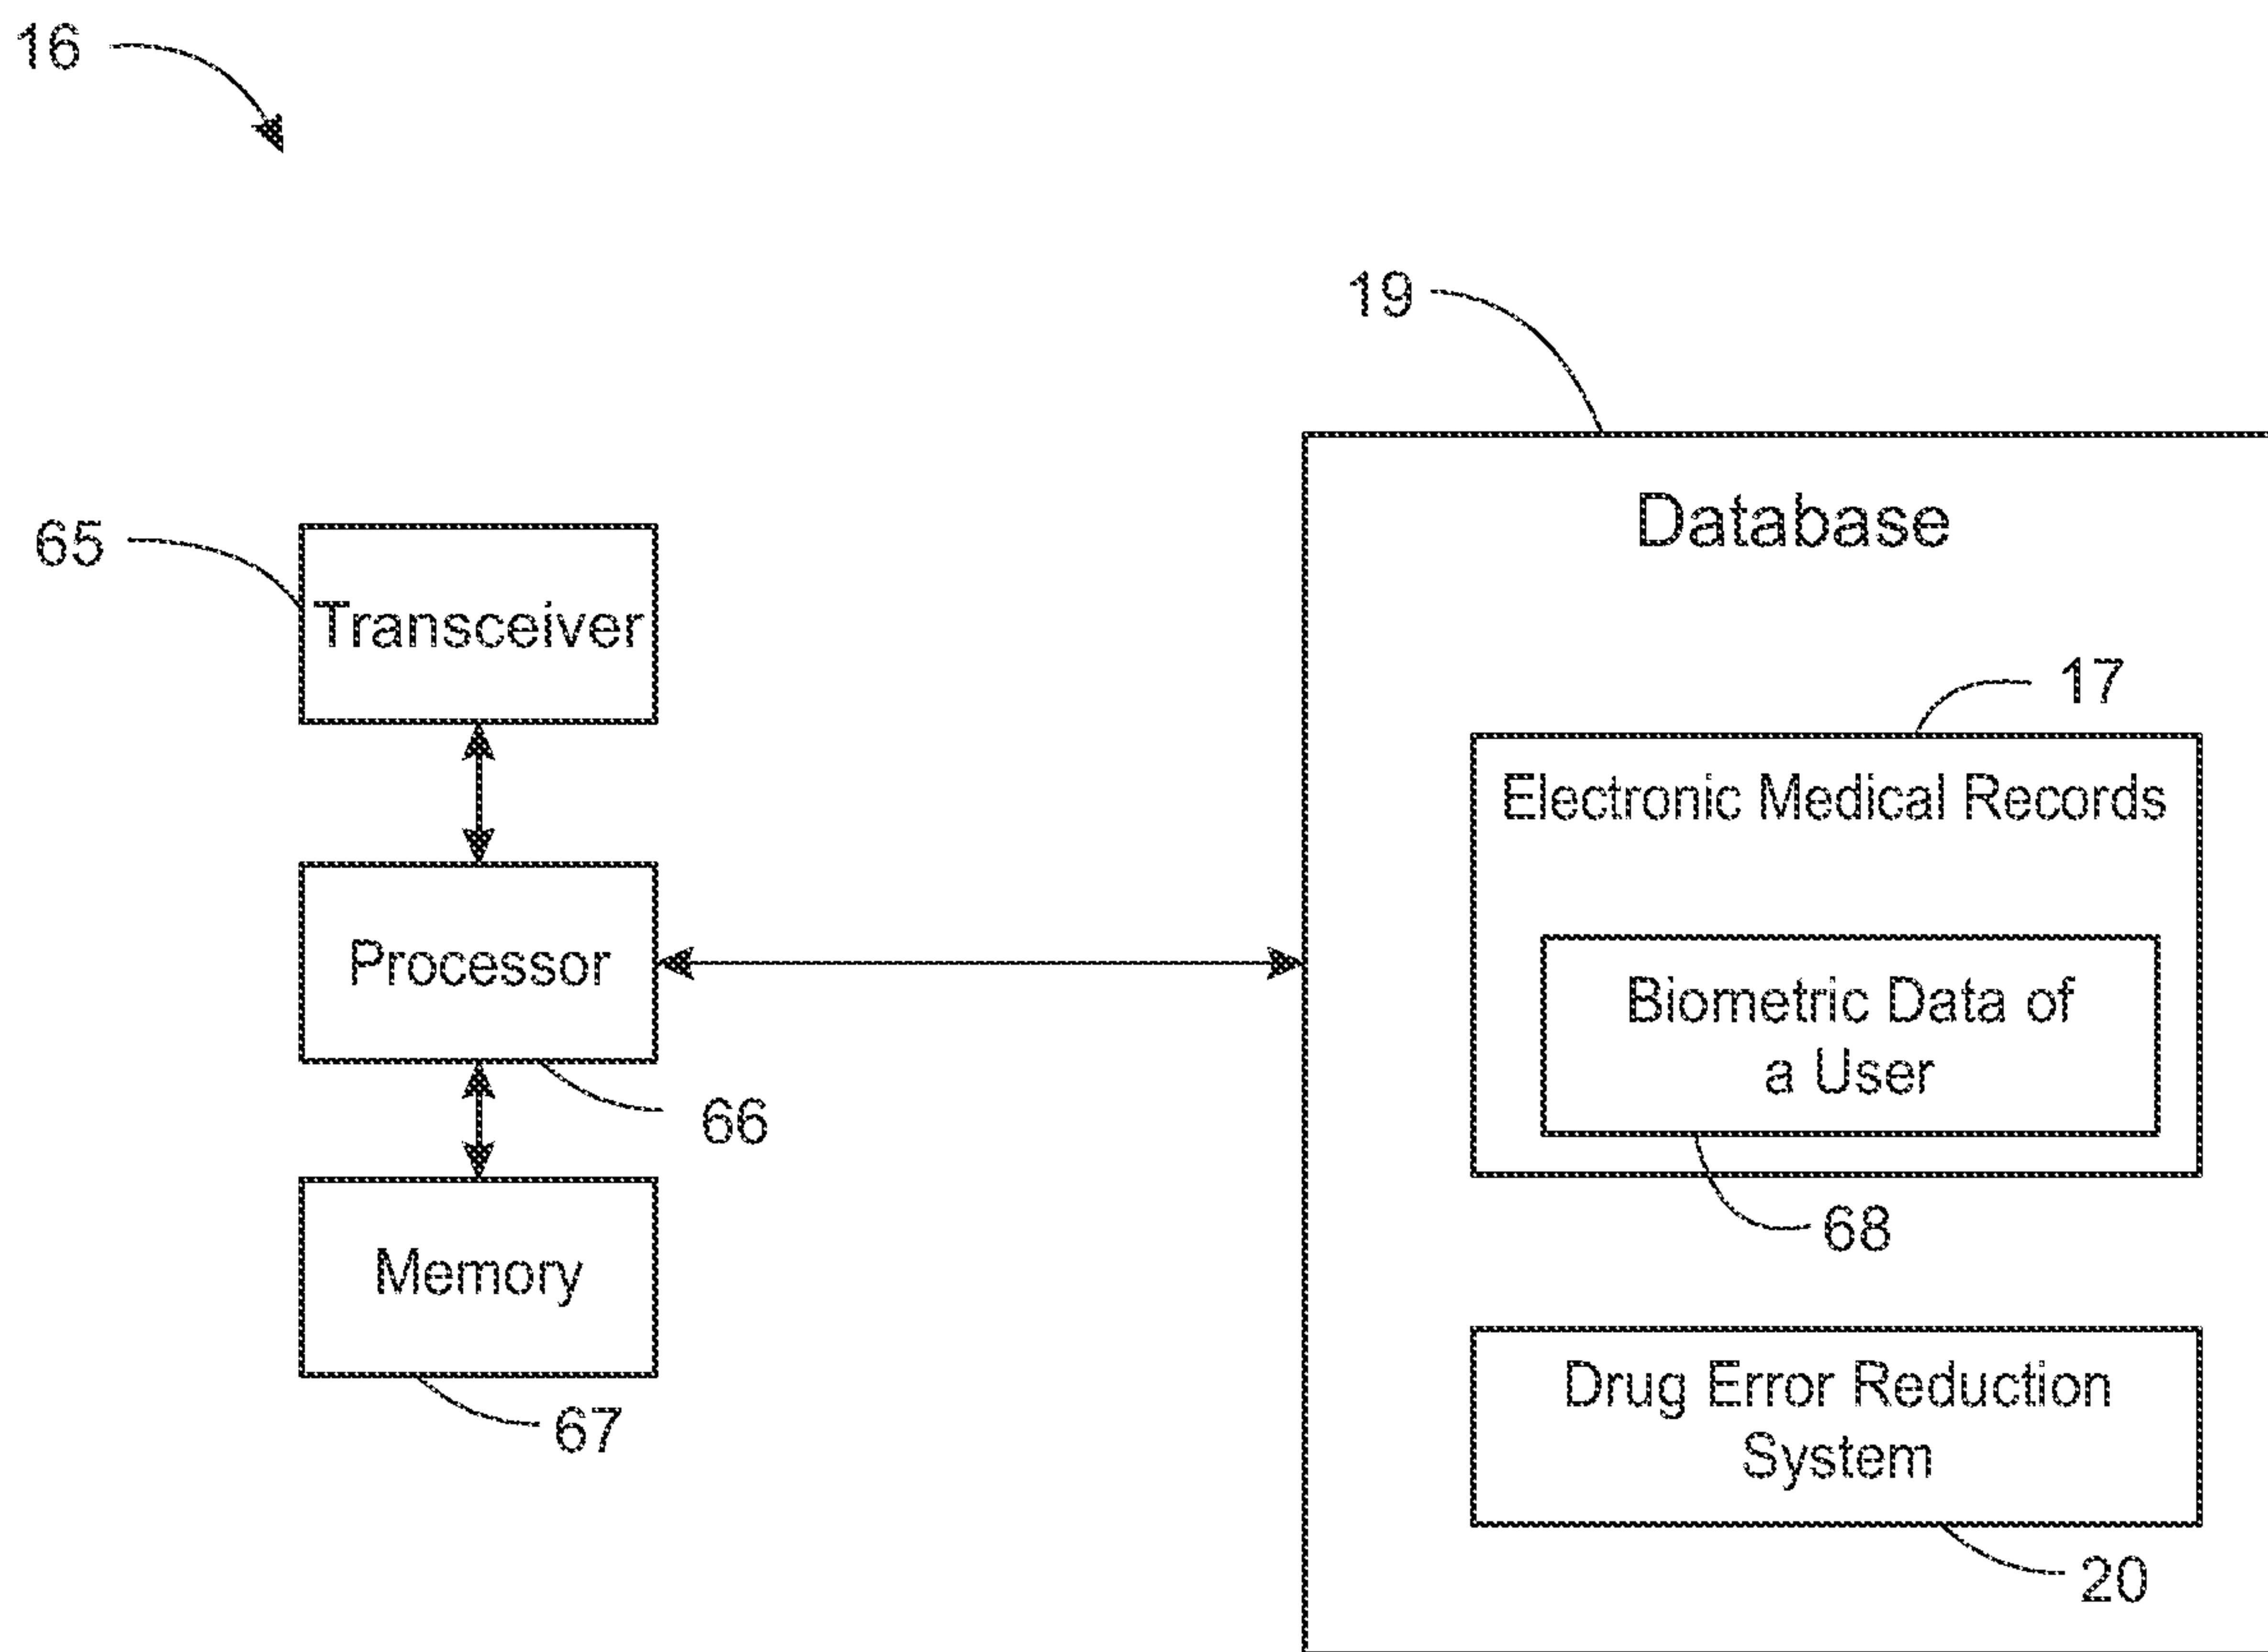 16
19
Database
65
Transceiver
17
Electronic Medical Records
Processor
Biometric Data of
a User
66
68
Memory
Drug Error Reduction
System
67
20